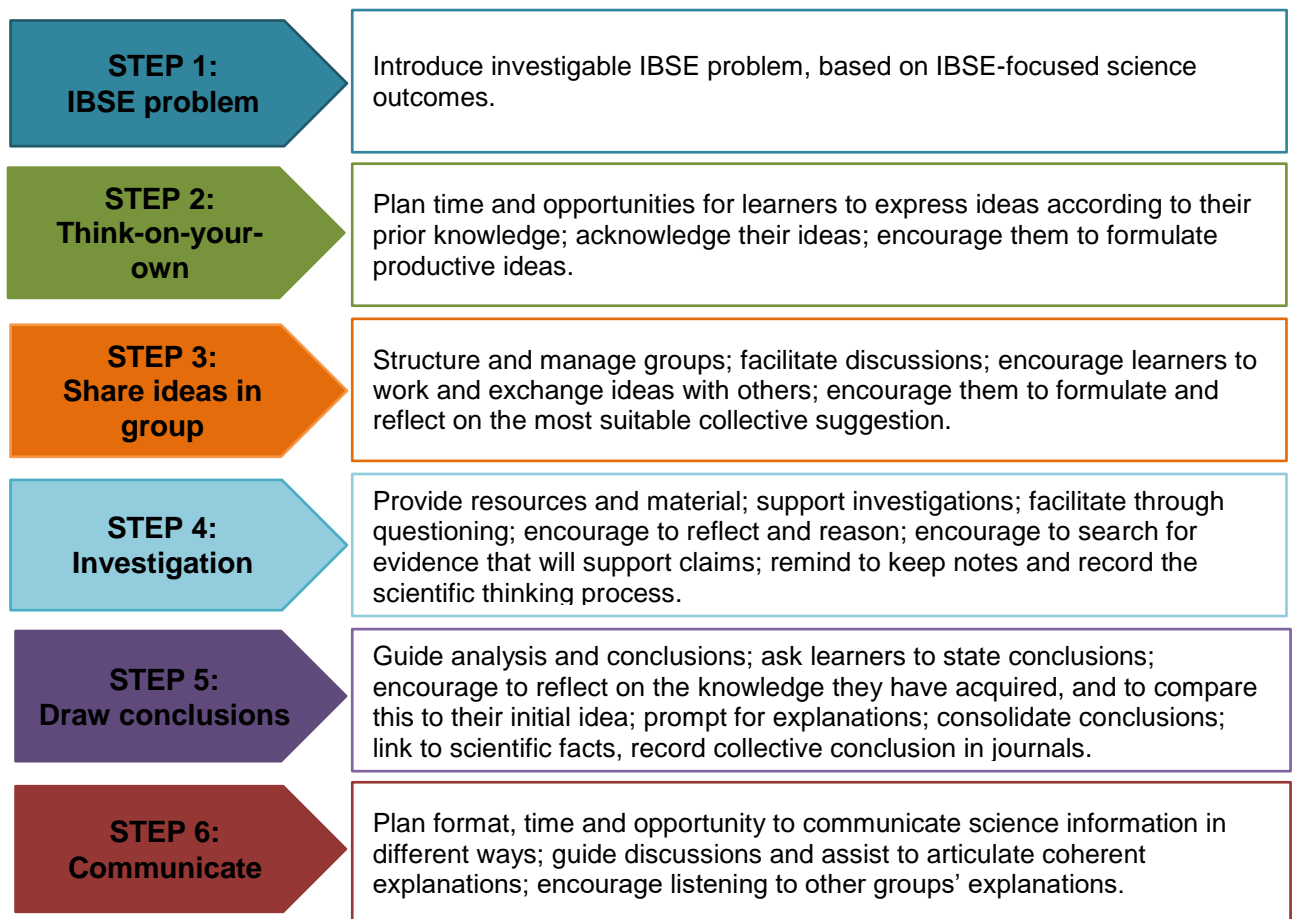 STEP 1:
IBSE problem
Introduce investigable IBSE problem, based on IBSE-focused science
outcomes.
STEP 2:
Think-on-your-
own
Plan time and opportunities for learners to express ideas according to their
prior knowledge; acknowledge their ideas; encourage them to formulate
productive ideas.
STEP 3:
Share ideas in
group
Structure and manage groups; facilitate discussions; encourage learners to
work and exchange ideas with others; encourage them to formulate and
reflect on the most suitable collective suggestion.
STEP 4:
Investigation
Provide resources and material; support investigations; facilitate through
questioning; encourage to reflect and reason; encourage to search for
evidence that will support claims; remind to keep notes and record the
scientific thinking process.
STEP 5:
Draw conclusions
Guide analysis and conclusions; ask learners to state conclusions;
encourage to reflect on the knowledge they have acquired, and to compare
this to their initial idea; prompt for explanations; consolidate conclusions;
link to scientific facts, record collective conclusion in journals.
STEP 6:
Communicate
Plan format, time and opportunity to communicate science information in
different ways; guide discussions and assist to articulate coherent
explanations; encourage listening to other groups’ explanations.